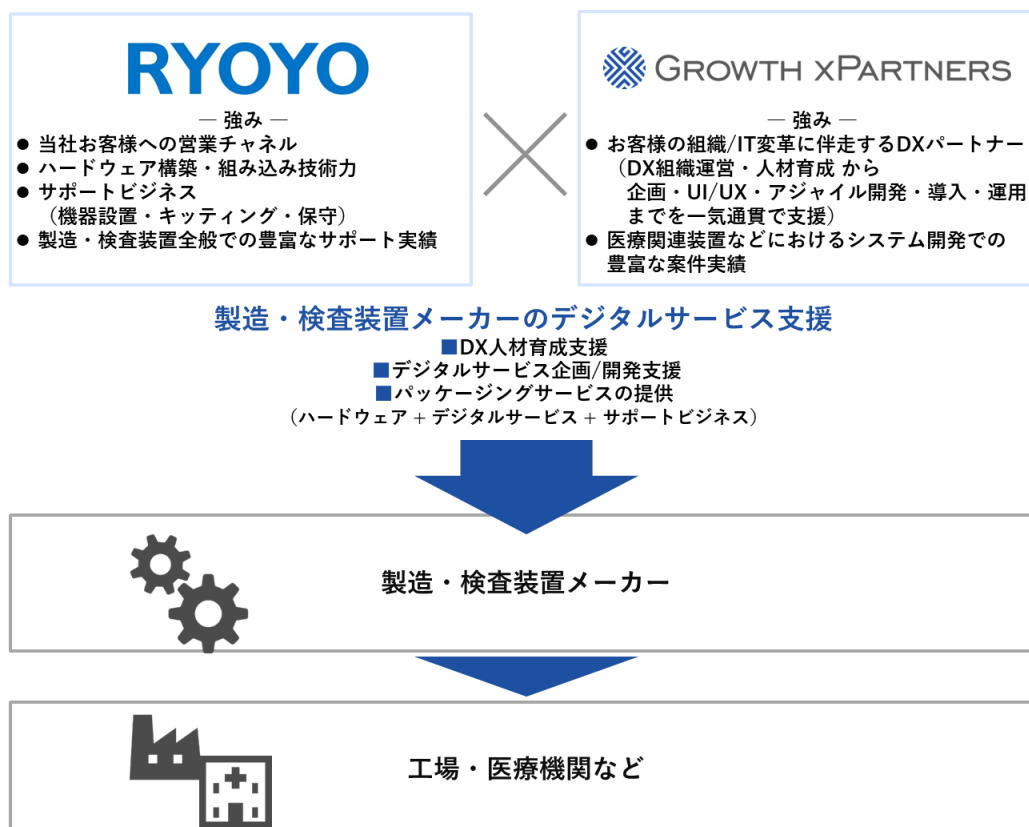 RYOYO
― 強み ―
● 当社お客様への営業チャネル
● ハードウェア構築・組み込み技術力
● サポートビジネス
（機器設置・キッティング・保守）
● 製造・検査装置全般での豊富なサポート実績
GROWTH XPARTNERS
― 強み ―
● お客様の組織/IT変革に伴走するDXパートナー
（DX組織運営・人材育成 から
企画・UI/UX・アジャイル開発・導入・運用
までを一気通貫で支援）
● 医療関連装置などにおけるシステム開発での
豊富な案件実績
製造・検査装置メーカーのデジタルサービス支援
■DX人材育成支援
■デジタルサービス企画/開発支援
■パッケージングサービスの提供
（ハードウェア + デジタルサービス + サポートビジネス）
製造・検査装置メーカー
工場・医療機関など